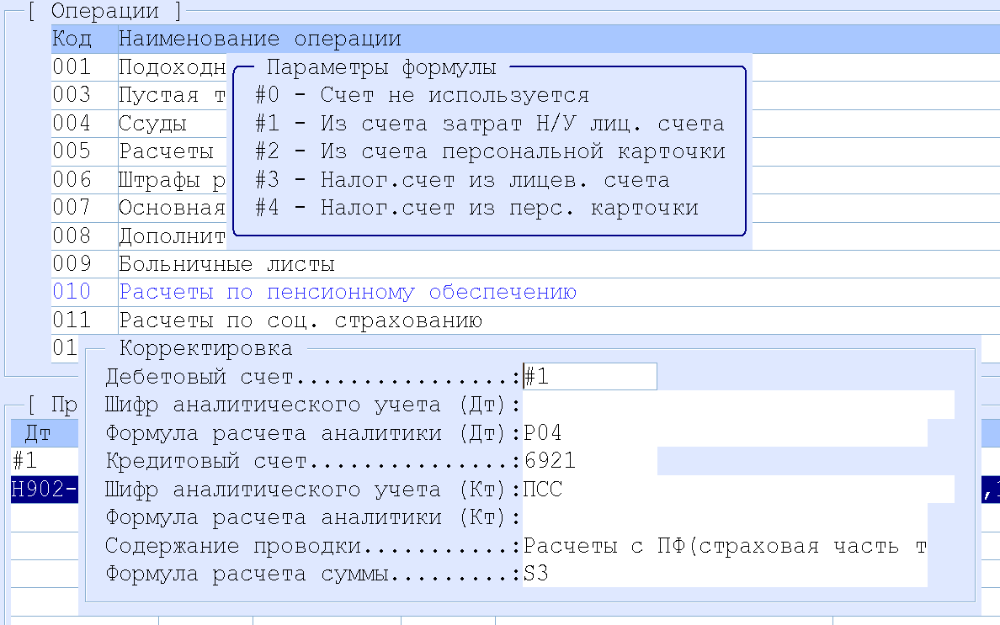 [ Операции ]
Код Наименование операции
001 Подоходн
Параметры формулы
003 Пустая т
#0 - Счет не используется
004 Ссуды
#1 - Из счета затрат Н/У лиц. счета
005 Расчеты
#2 - Из счета персональной карточки
006 Штрафы р
#3 - Налог.счет из лицев. счета
007 Основная
#4 - Налог.счет из перс. карточки
008 Дополнит
009 Больничные листы
010 Расчеты по пенсионному обеспечению
011 Расчеты по соц. страхованию
01
Корректировка
Дебетовый счет................:#1
[ Пр
Шифр аналитического учета (Дт):
Дт
Формула расчета аналитики (Дт):Р04
#1
Кредитовый счет...............:6921
Н902-
Шифр аналитического учета (Кт):ПСС
,1
Формула расчета аналитики (Кт):
Содержание проводки...........:Расчеты с ПФ(страховая часть т
Формула расчета суммы.........:S3